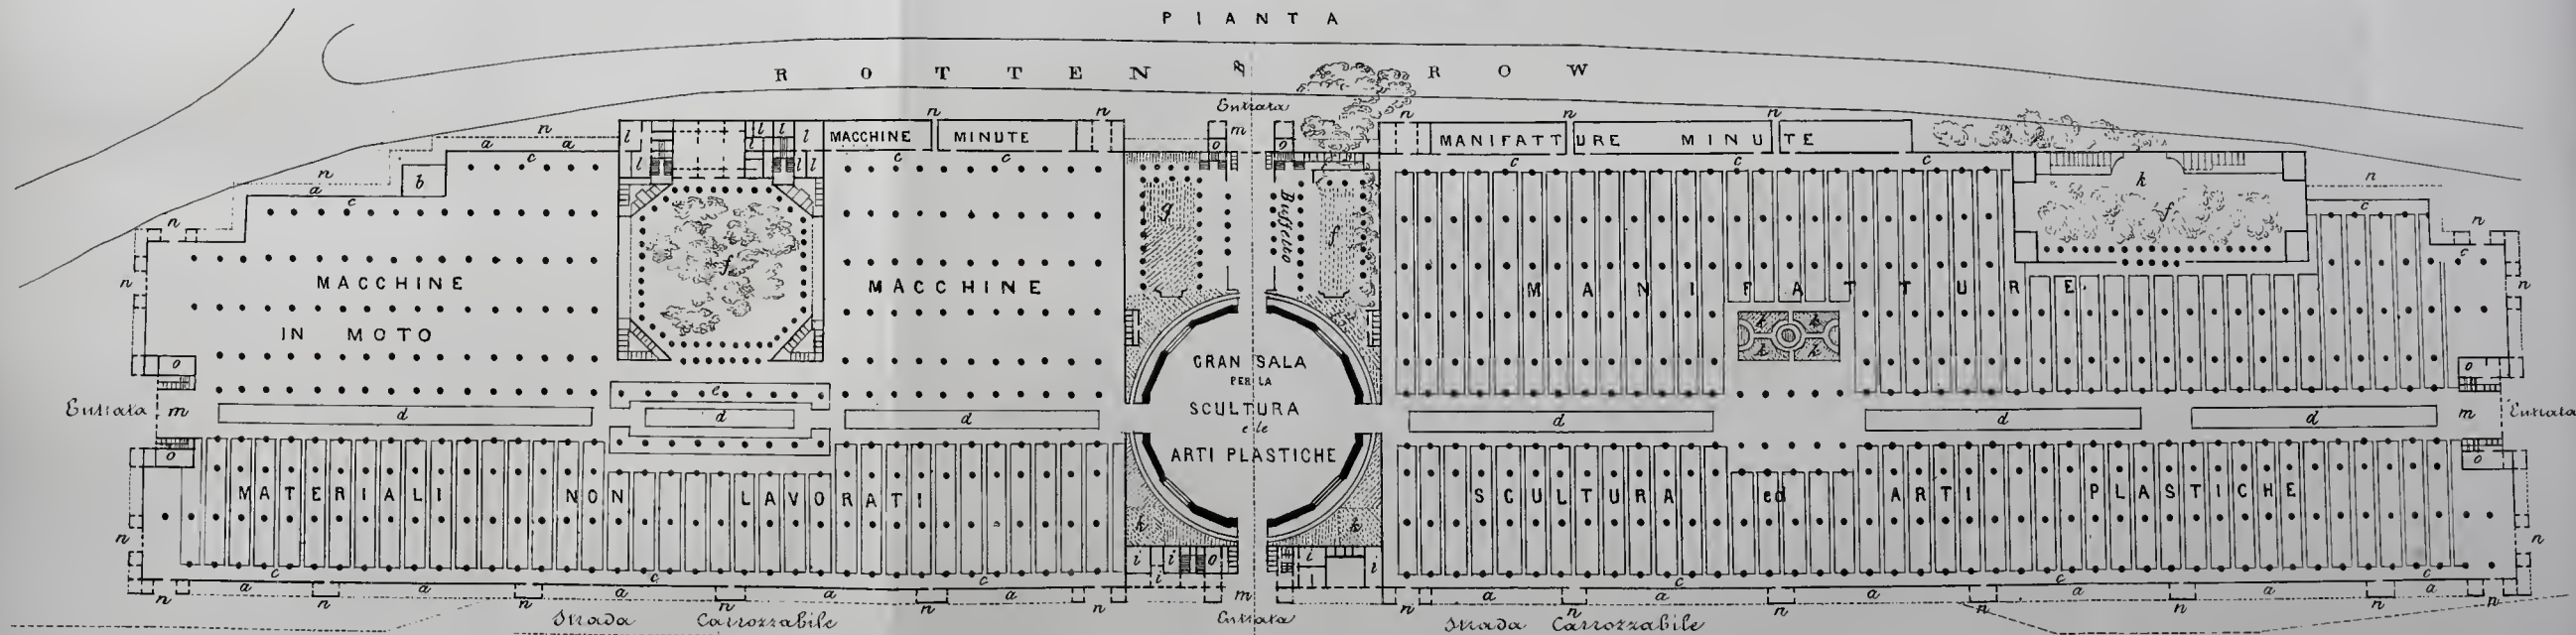 PIANTA
ROTTEN ROW
Entrata
MACCHINE MINUTE
MANIFATTURE MINUTE
MACCHINE
IN MOTO
MACCHINE
Buffetto
MANIFATTURE
GRAN SALA
PER LA
SCULTURA
e le
ARTI PLASTICHE
Entrata m
m Entrata
MATERIALI NON LAVORATI
SCULTURA ed ARTI PLASTICHE
Strada Carrozzabile
Entrata
Strada Carrozzabile